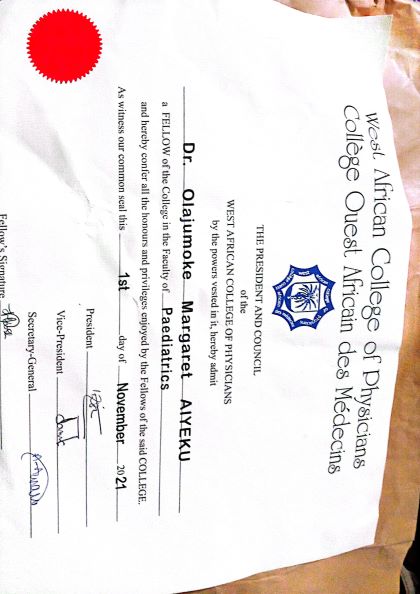 West African College of Physicians
Collège Ouest Africain des Médecins
THE PRESIDENT AND COUNCIL
of the
WEST AFRICAN COLLEGE OF PHYSICIANS
by the powers vested in it, hereby admit
Dr. Olajumoke Margaret AIYEKU
a FELLOW of the College in the Faculty of Paediatrics
and hereby confer all the honours and privileges enjoyed by the Fellows of the said COLLEGE.
As witness our common seal this 1st day of November 2021
President
Vice-President
Secretary-General
Fellow's Signature